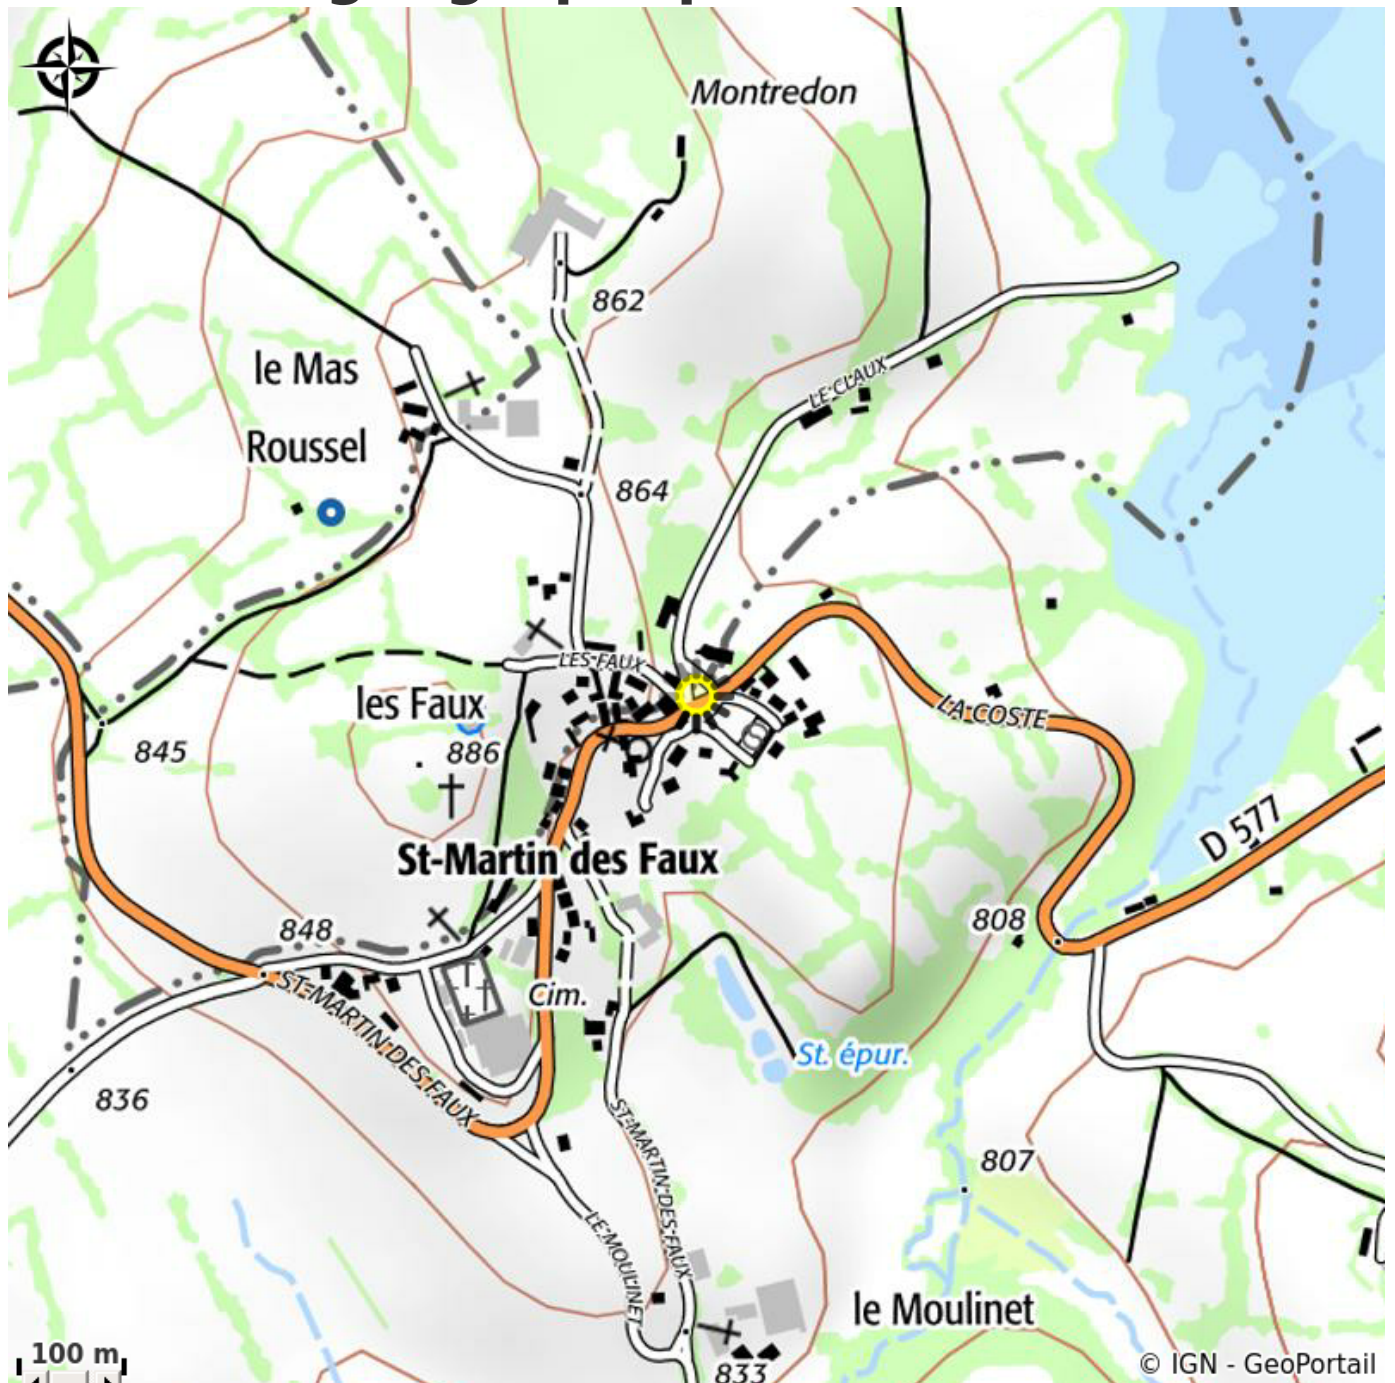 Montredon
862
le Mas
Roussel
LE CLAUX
864
LES FAUX
les Faux
886
845
LA COSTE
D 577
St-Martin des Faux
848
808
ST-MARTIN DES FAUX
Cim.
St. épur.
836
ST-MARTIN-DES-FAUX
807
LE MOULINET
le Moulinet
833
100 m
© IGN - GeoPortail